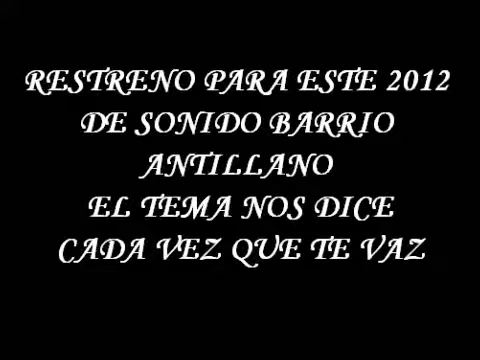 RESTRENO PARA ESTE 2012
DE SONIDO BARRIO
ANTILLANO
EL TEMA NOS DICE
CADA VEZ QUE TE VAZ